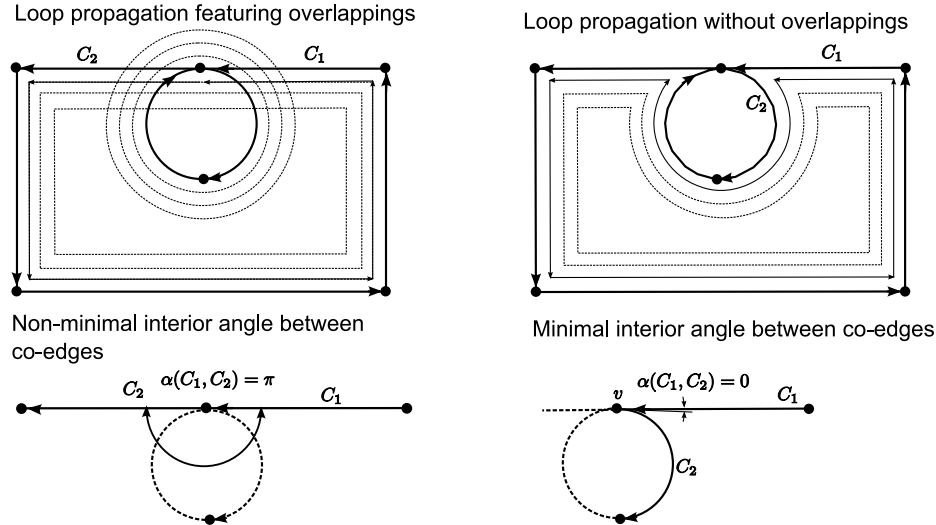 Loop propagation featuring overlappings
Loop propagation without overlappings
C₂
C₁
C₁
C₂
Non-minimal interior angle between
co-edges
Minimal interior angle between co-edges
C₂
α(C₁, C₂) = π
C₁
v
α(C₁, C₂) = 0
C₁
C₂